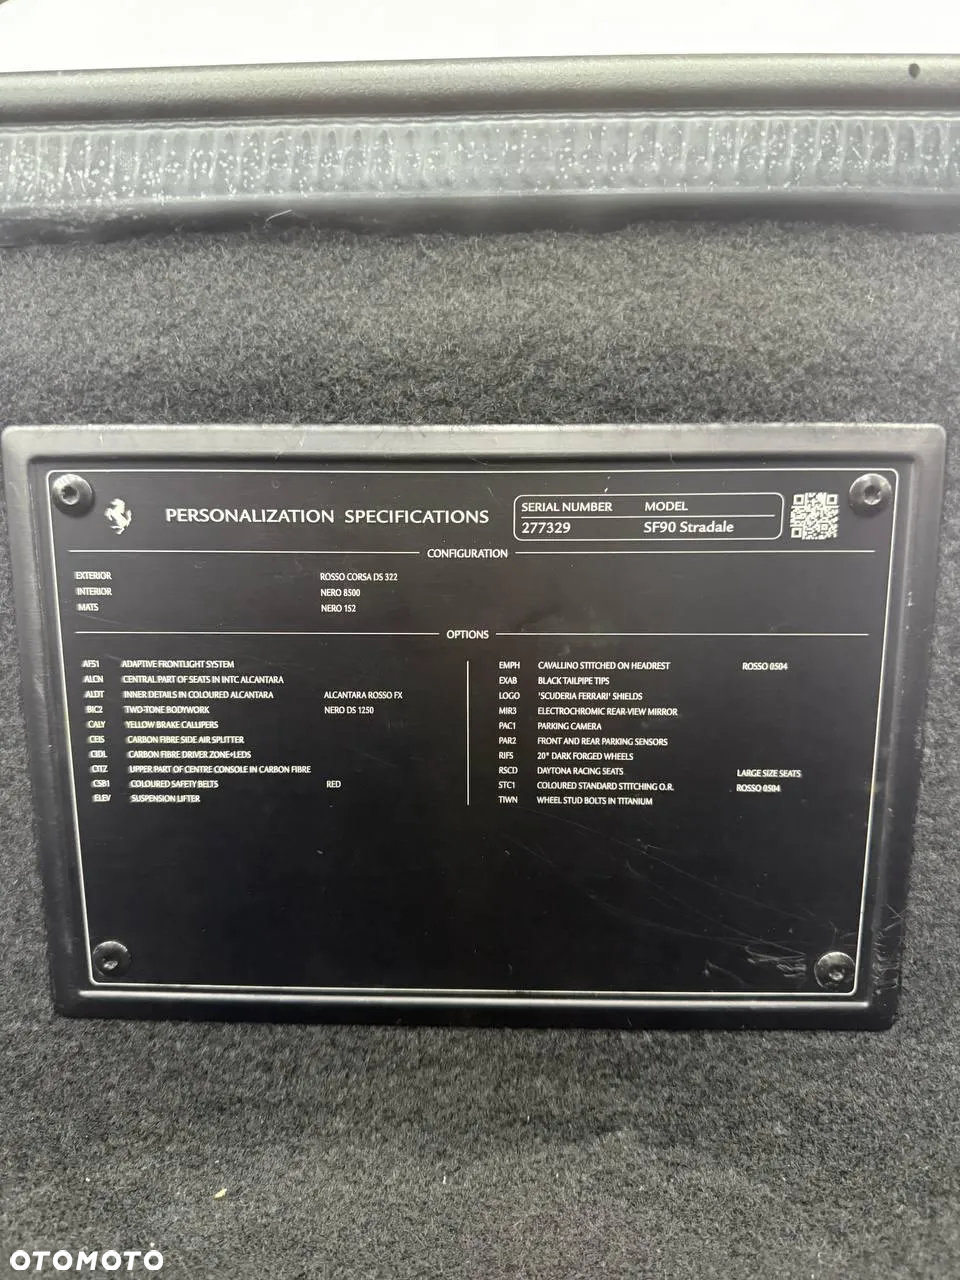 PERSONALIZATION SPECIFICATIONS
SERIAL NUMBER MODEL
277329 SF90 Stradale
CONFIGURATION
EXTERIOR ROSSO CORSA DS 322
INTERIOR NERO 8500
MATS NERO 152
OPTIONS
AFS1 ADAPTIVE FRONTLIGHT SYSTEM
ALCN CENTRAL PART OF SEATS IN INTC ALCANTARA
ALDT INNER DETAILS IN COLOURED ALCANTARA ALCANTARA ROSSO FX
BIC2 TWO-TONE BODYWORK NERO DS 1250
CALY YELLOW BRAKE CALLIPERS
CEIS CARBON FIBRE SIDE AIR SPLITTER
CIDL CARBON FIBRE DRIVER ZONE+LEDS
CITZ UPPER PART OF CENTRE CONSOLE IN CARBON FIBRE
CSB1 COLOURED SAFETY BELTS RED
ELEV SUSPENSION LIFTER
EMPH CAVALLINO STITCHED ON HEADREST ROSSO 0504
EXAB BLACK TAILPIPE TIPS
LOGO 'SCUDERIA FERRARI' SHIELDS
MIR3 ELECTROCHROMIC REAR-VIEW MIRROR
PAC1 PARKING CAMERA
PAR2 FRONT AND REAR PARKING SENSORS
RIF5 20" DARK FORGED WHEELS
RSCD DAYTONA RACING SEATS LARGE SIZE SEATS
STC1 COLOURED STANDARD STITCHING O.R. ROSSO 0504
TIWN WHEEL STUD BOLTS IN TITANIUM
OTOMOTO